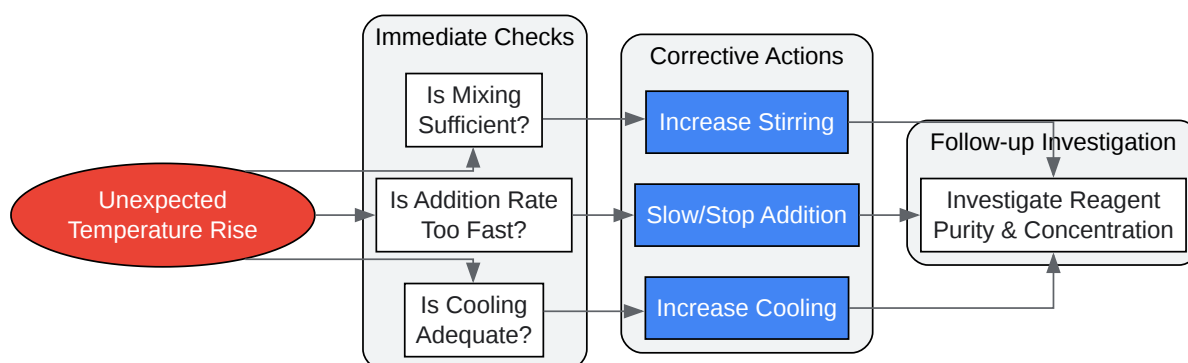 Immediate Checks
Is Mixing
Sufficient?
Is Addition Rate
Too Fast?
Is Cooling
Adequate?
Corrective Actions
Increase Stirring
Slow/Stop Addition
Increase Cooling
Follow-up Investigation
Investigate Reagent
Purity & Concentration
Unexpected
Temperature Rise